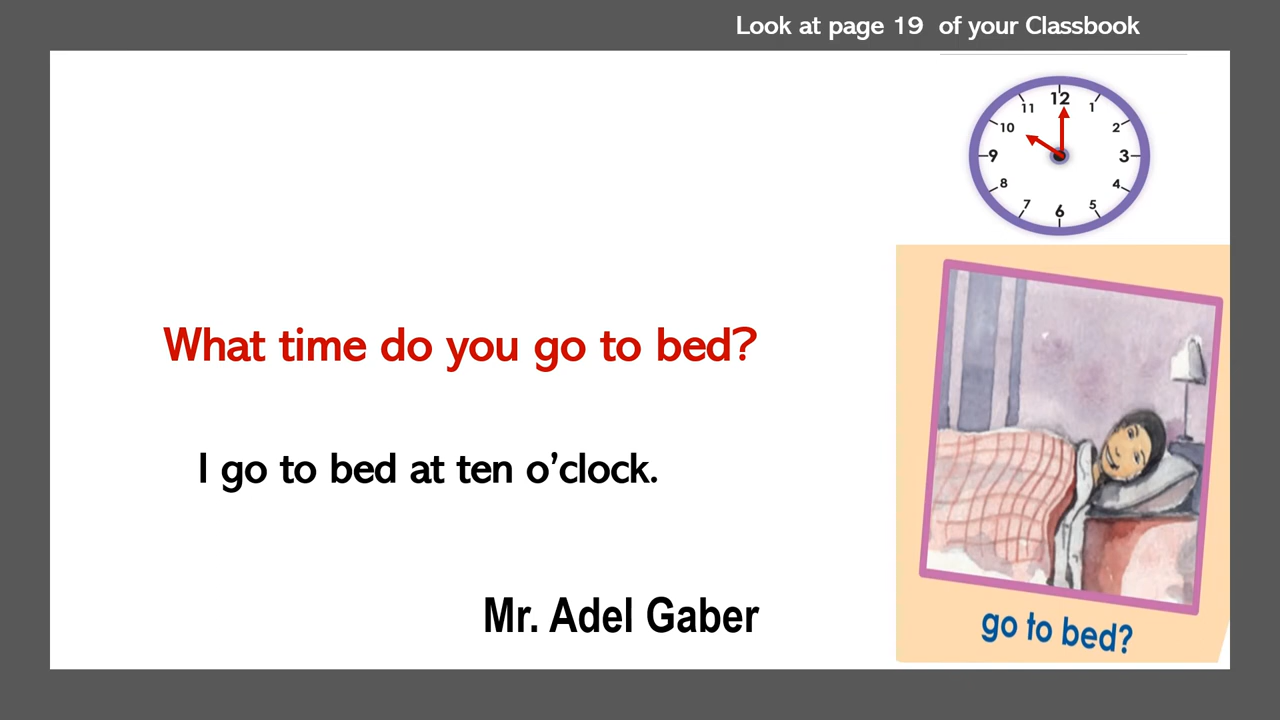 Look at page 19 of your Classbook
12
11 1
10 2
9 3
8 4
7 5
6
What time do you go to bed?
I go to bed at ten o’clock.
Mr. Adel Gaber
go to bed?